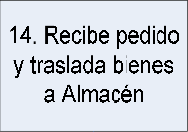 14. Recibe pedido
y traslada bienes
a Almacén